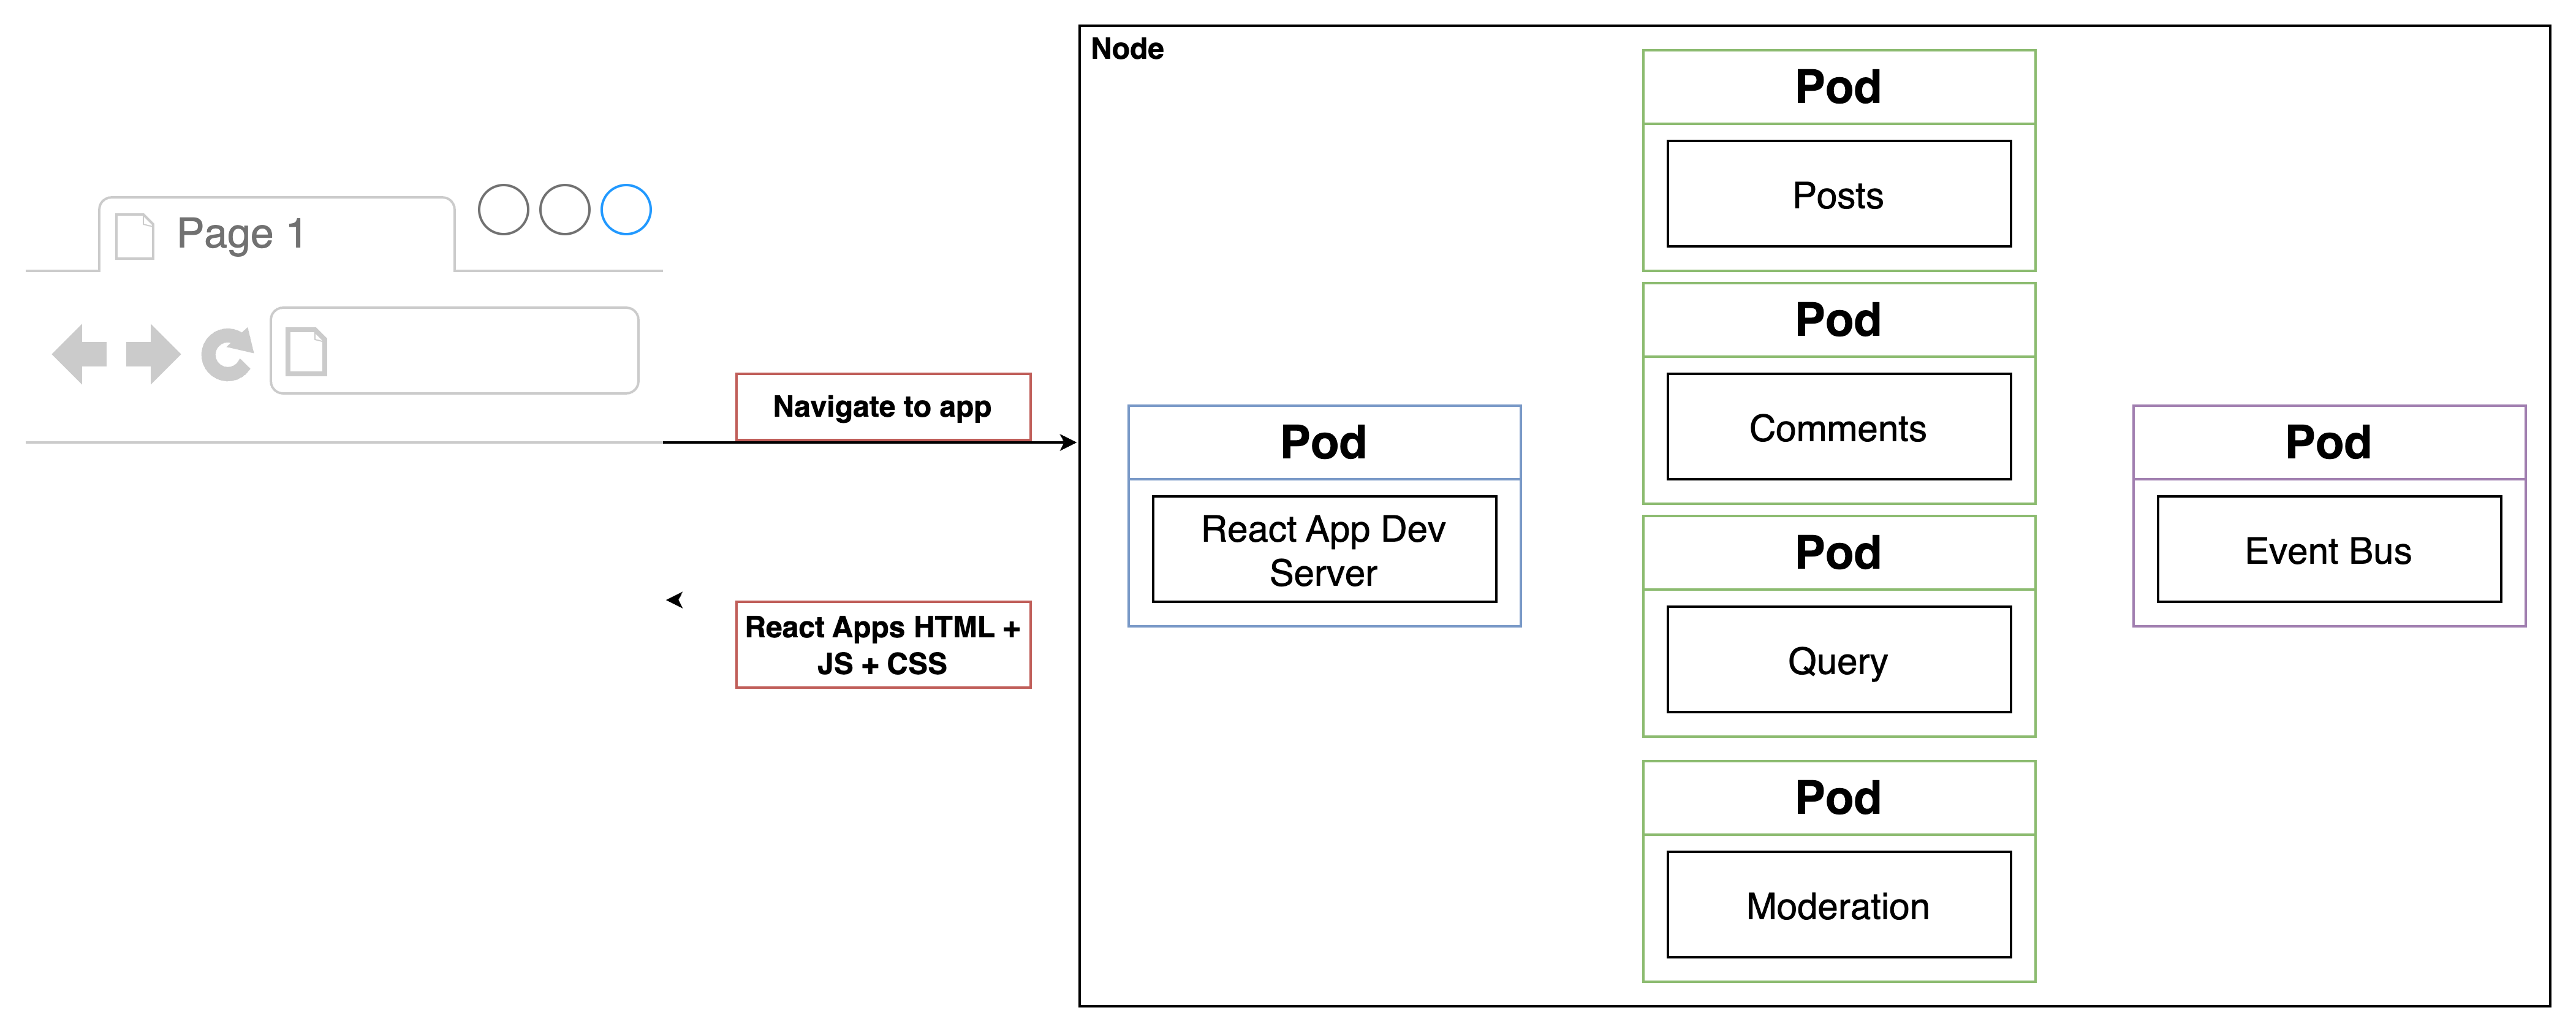 Page 1
Navigate to app
React Apps HTML +
JS + CSS
Node
Pod
React App Dev
Server
Pod
Posts
Pod
Comments
Pod
Query
Pod
Moderation
Pod
Event Bus